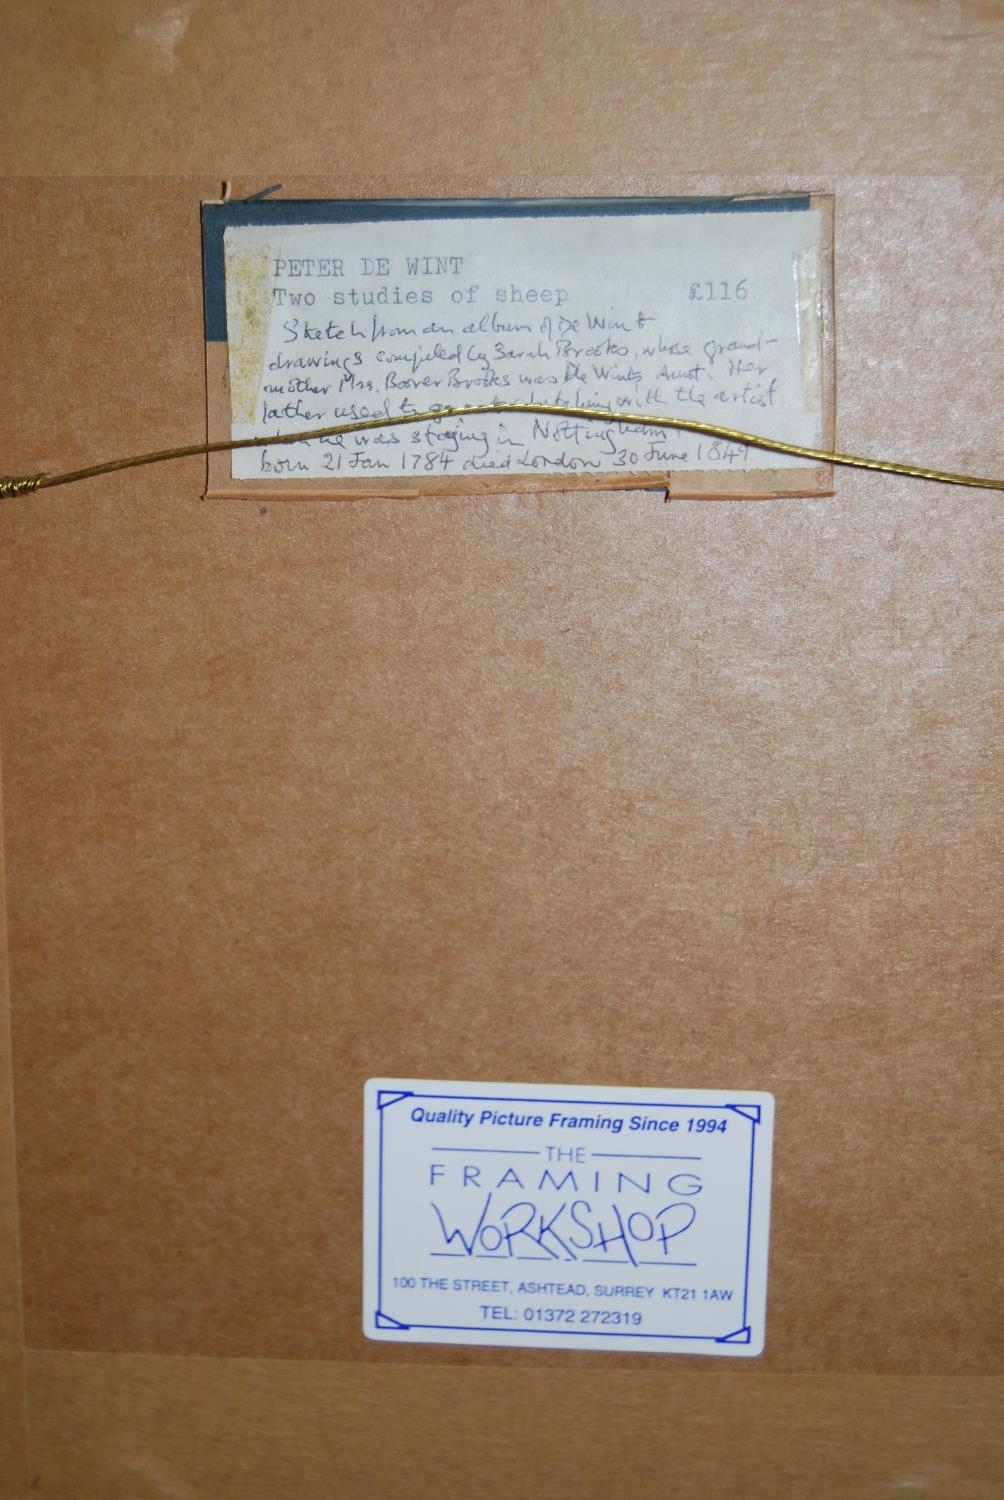 PETER DE WINT
Two studies of sheep £116
Sketch from an album of De Wint
drawings compiled by Sarah Brooks, whose grand-
mother Mrs. Boover Brooks was De Wints Aunt. Her
father used to go out sketching with the artist
when he was staying in Nottingham.
born 21 Jan 1784 died London 30 June 1849.
Quality Picture Framing Since 1994
THE
FRAMING
WORKSHOP
100 THE STREET, ASHTEAD, SURREY KT21 1AW
TEL: 01372 272319